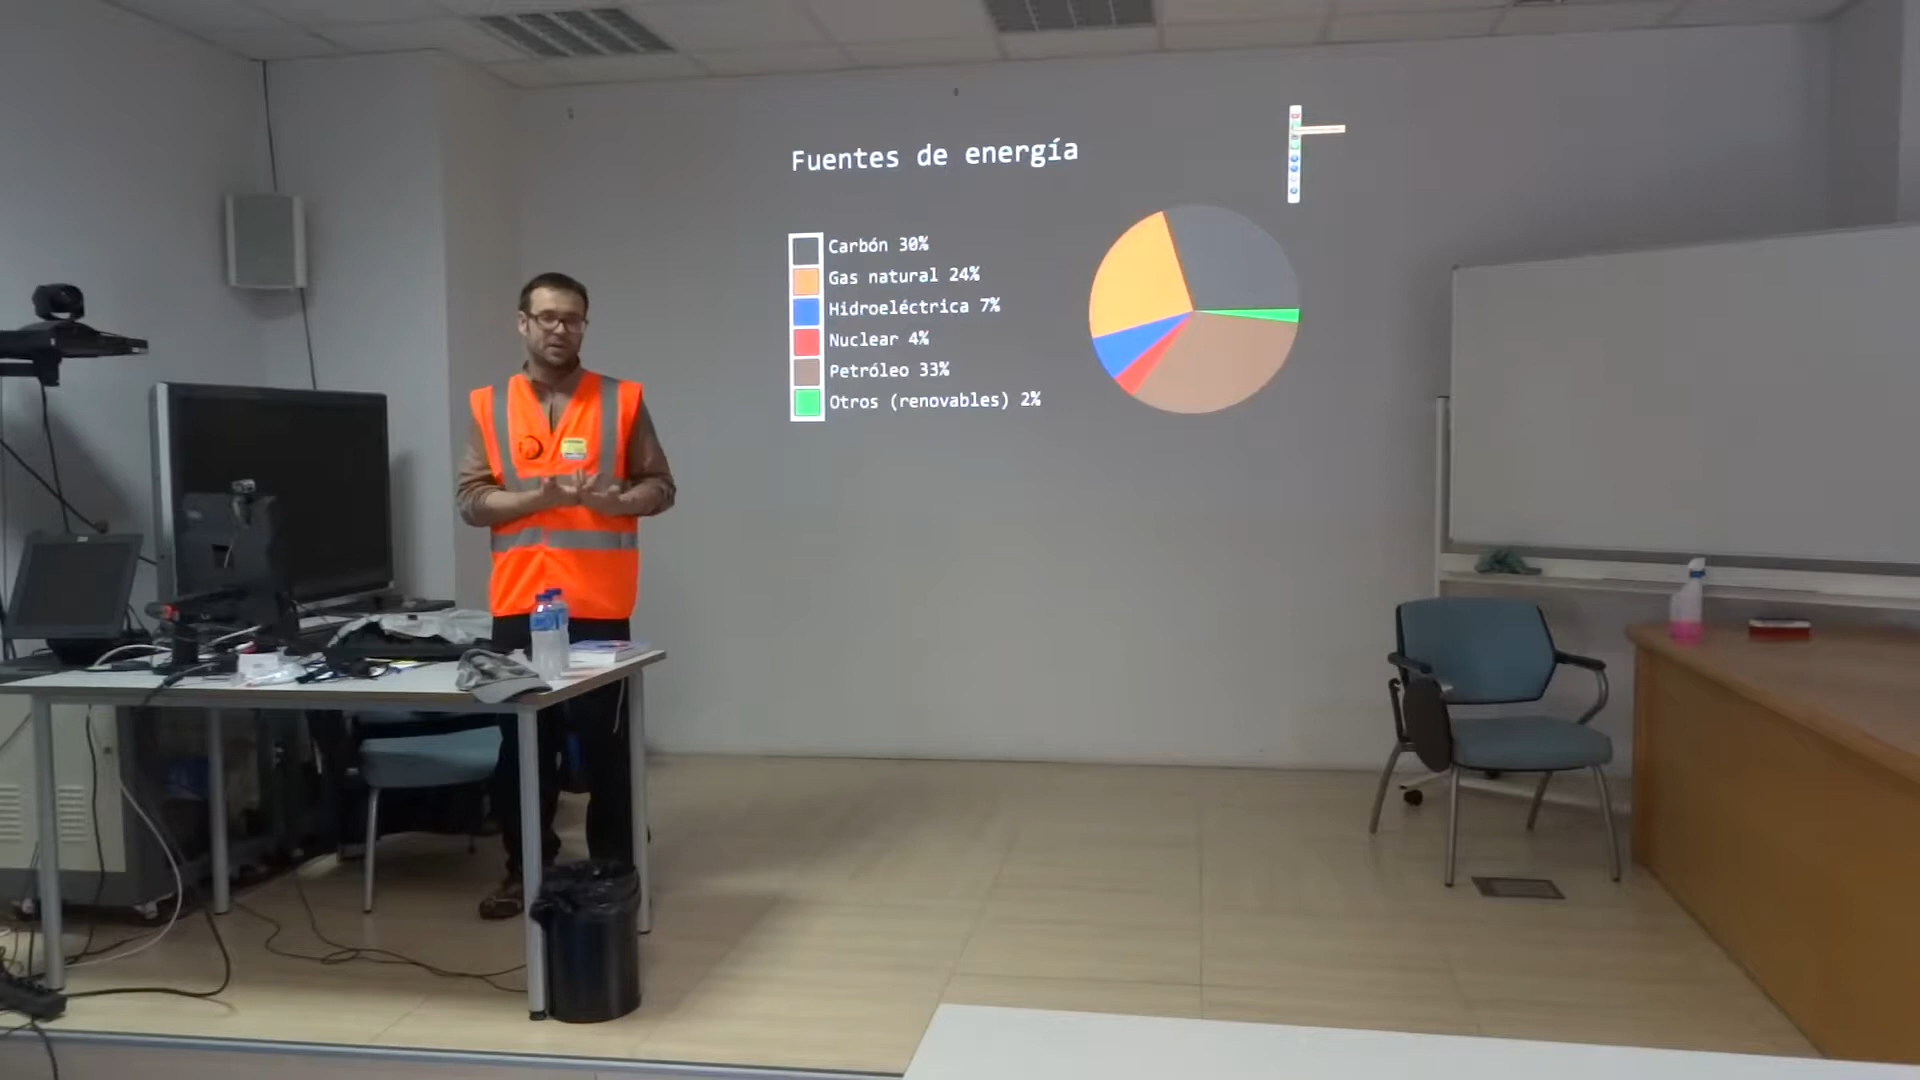 Fuentes de energía
Carbón 30%
Gas natural 24%
Hidroeléctrica 7%
Nuclear 4%
Petróleo 33%
Otros (renovables) 2%